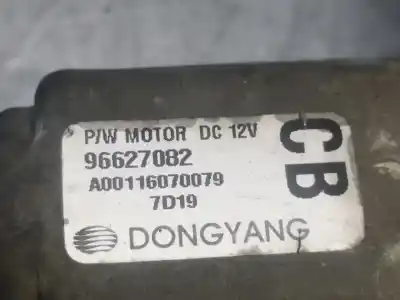 P/W MOTOR DC 12V
96627082
A00116070079
7D19
DONGYANG
CB